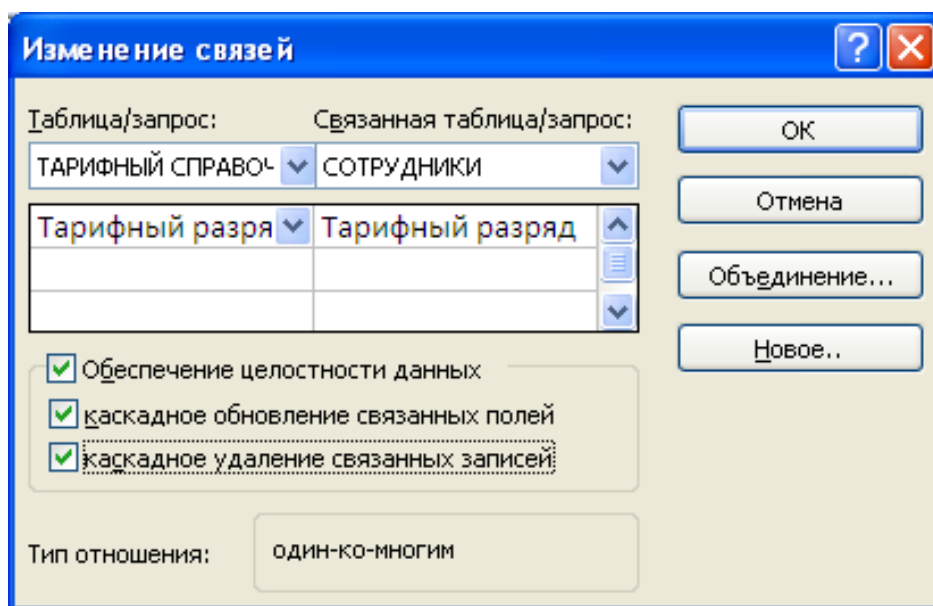 Изменение связей
Таблица/запрос: Связанная таблица/запрос:
ТАРИФНЫЙ СПРАВОЧ СОТРУДНИКИ
Тарифный разря Тарифный разряд
Обеспечение целостности данных
каскадное обновление связанных полей
каскадное удаление связанных записей
Тип отношения: один-ко-многим
ОК
Отмена
Объединение...
Новое..